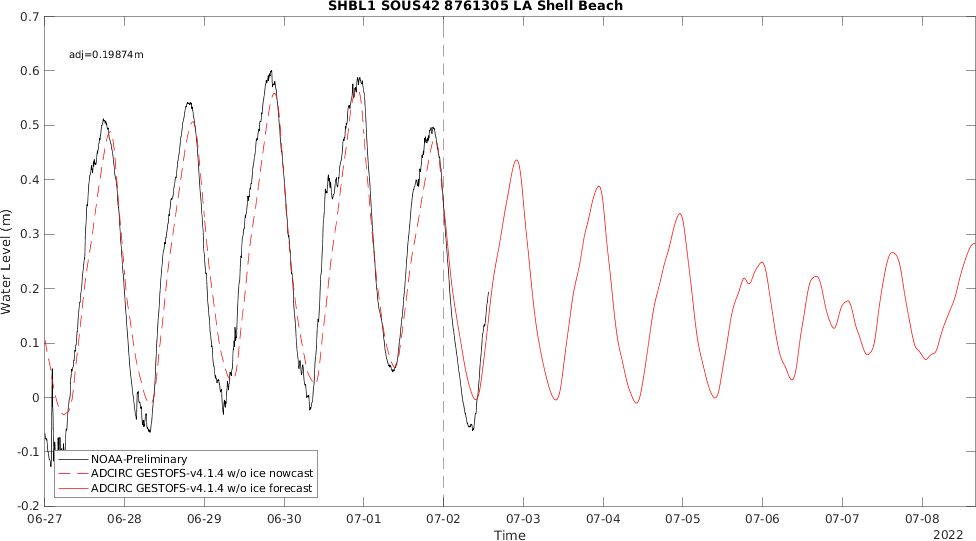 SHBL1 SOUS42 8761305 LA Shell Beach
adj=0.19874m
0.7
0.6
0.5
0.4
0.3
0.2
0.1
0
-0.1
-0.2
Water Level (m)
NOAA-Preliminary
ADCIRC GESTOFS-v4.1.4 w/o ice nowcast
ADCIRC GESTOFS-v4.1.4 w/o ice forecast
06-27 06-28 06-29 06-30 07-01 07-02 07-03 07-04 07-05 07-06 07-07 07-08
Time
2022